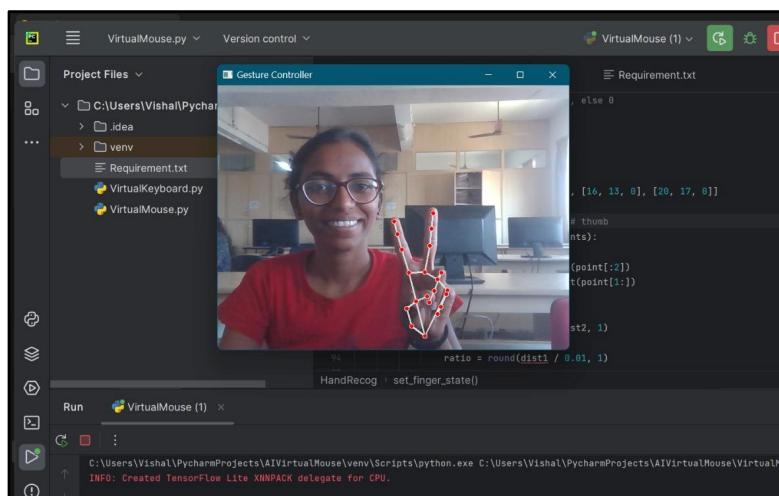 VirtualMouse.py Version control VirtualMouse (1)
Project Files
Gesture Controller
Requirement.txt
C:\Users\Vishal\Pychar
, else 0
.idea
venv
Requirement.txt
, [16, 13, 0], [20, 17, 0]]
VirtualKeyboard.py
VirtualMouse.py
# thumb
nts):
(point[:2])
t(point[1:])
st2, 1)
94 ratio = round(dist1 / 0.01, 1)
HandRecog › set_finger_state()
Run VirtualMouse (1) ×
C:\Users\Vishal\PycharmProjects\AIVirtualMouse\venv\Scripts\python.exe C:\Users\Vishal\PycharmProjects\AIVirtualMouse\VirtualM
INFO: Created TensorFlow Lite XNNPACK delegate for CPU.